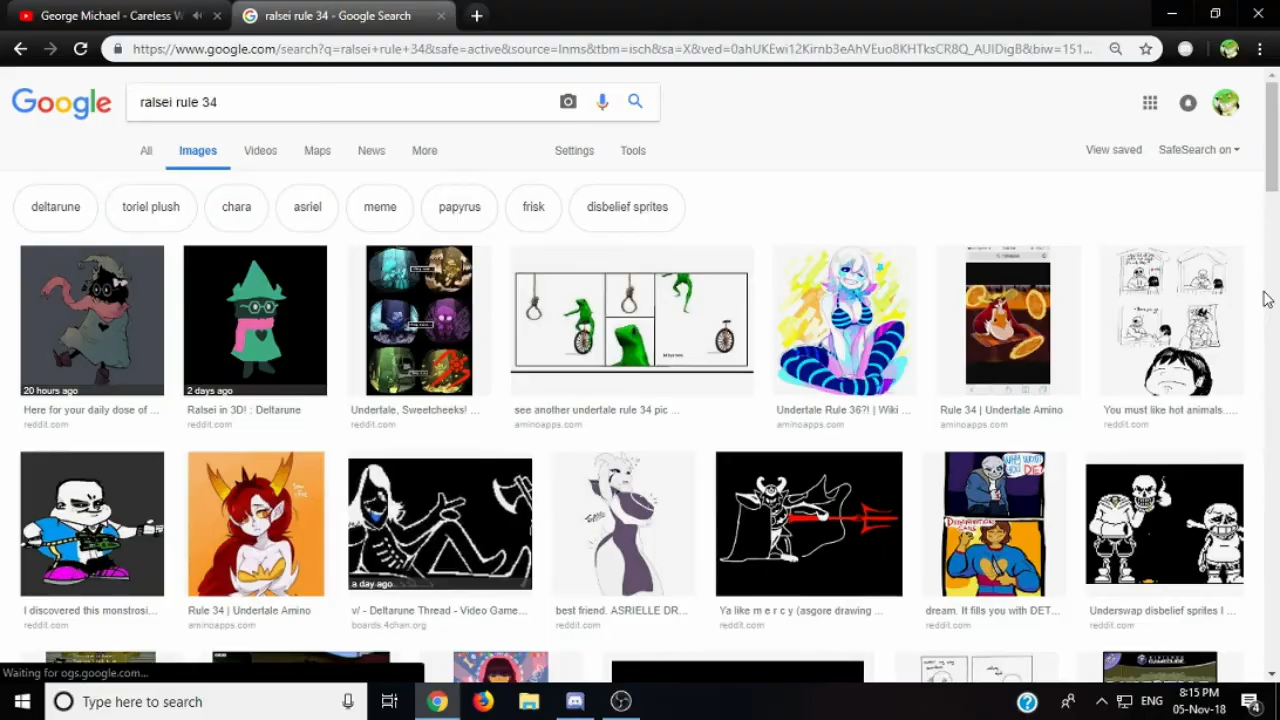 George Michael - Careless W
ralsei rule 34 - Google Search
https://www.google.com/search?q=ralsei+rule+34&safe=active&source=lnms&tbm=isch&sa=X&ved=0ahUKEwi12Kirnb3eAhVEuo8KHTksCR8Q_AUIDigB&biw=151...
Google
ralsei rule 34
All Images Videos Maps News More Settings Tools
View saved SafeSearch on
deltarune toriel plush chara asriel meme papyrus frisk disbelief sprites
20 hours ago
2 days ago
Here for your daily dose of ...
reddit.com
Ralsei in 3D! : Deltarune
reddit.com
Undertale, Sweetcheeks! ...
reddit.com
see another undertale rule 34 pic ...
aminoapps.com
Undertale Rule 36?! | Wiki ...
aminoapps.com
Rule 34 | Undertale Amino
aminoapps.com
You must like hot animals.....
reddit.com
WHY WON'T
YOU DIE?
a day ago
I discovered this monstrosi...
reddit.com
Rule 34 | Undertale Amino
aminoapps.com
v/ - Deltarune Thread - Video Game...
boards.4chan.org
best friend. ASRIELLE DR...
reddit.com
Ya like m e r c y (asgore drawing ...
reddit.com
dream. It fills you with DET...
reddit.com
Underswap disbelief sprites I ...
reddit.com
Waiting for ogs.google.com...
Type here to search
ENG
8:15 PM
05-Nov-18
4